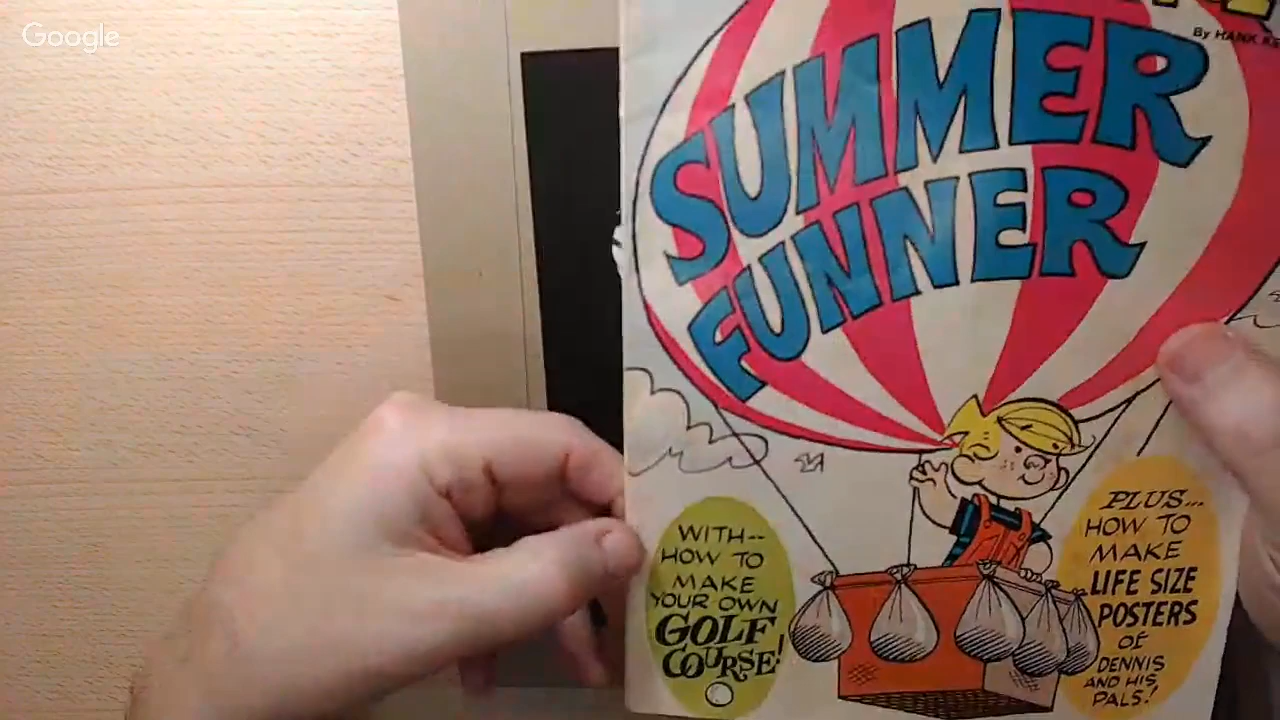 Google
By HANK
SUMMER
FUNNER
WITH--
HOW TO
MAKE
YOUR OWN
GOLF
COURSE!
PLUS...
HOW TO
MAKE
LIFE SIZE
POSTERS
OF
DENNIS
AND HIS
PALS!